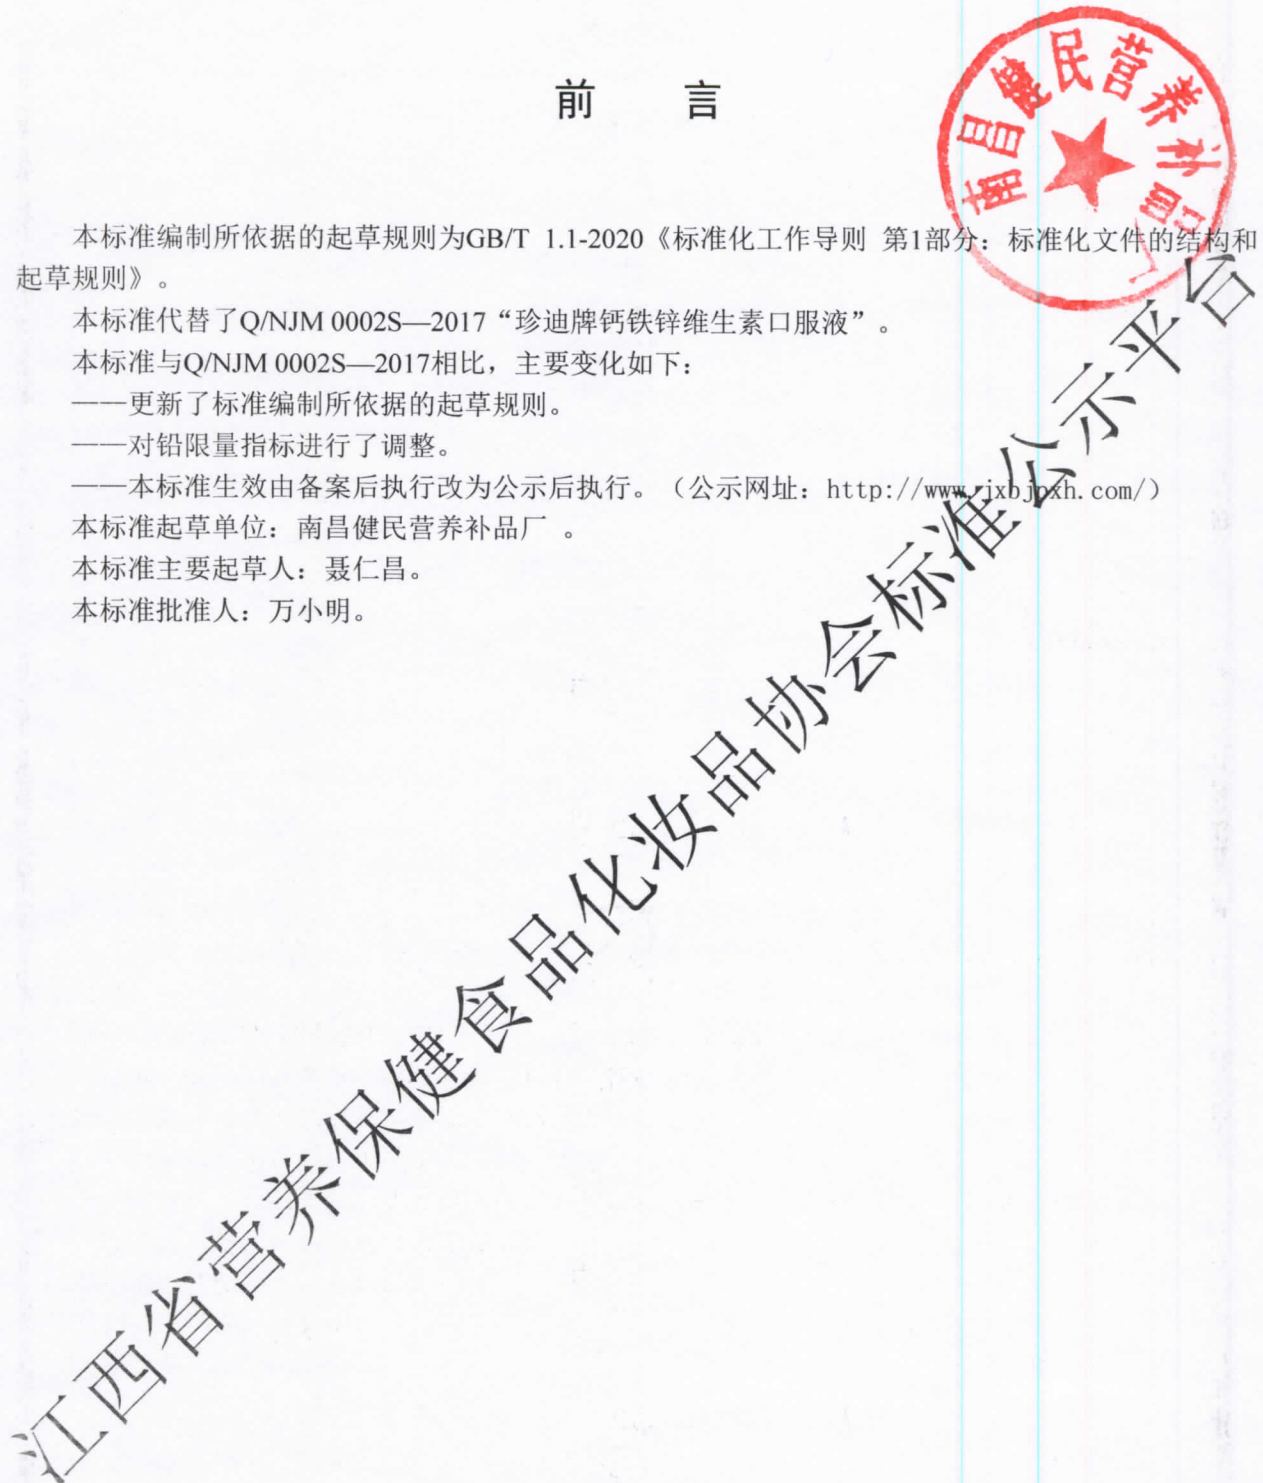 前 言
南昌健民营养补品厂
本标准编制所依据的起草规则为GB/T 1.1-2020《标准化工作导则 第1部分：标准化文件的结构和
起草规则》。
本标准代替了Q/NJM 0002S—2017“珍迪牌钙铁锌维生素口服液”。
本标准与Q/NJM 0002S—2017相比，主要变化如下：
——更新了标准编制所依据的起草规则。
——对铅限量指标进行了调整。
——本标准生效由备案后执行改为公示后执行。（公示网址：http://www.jxbjpxh.com/）
本标准起草单位：南昌健民营养补品厂 。
本标准主要起草人：聂仁昌。
本标准批准人：万小明。
江西省营养保健食品化妆品协会标准公示平台